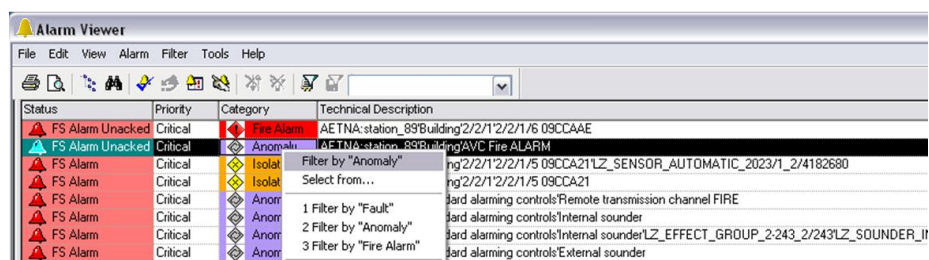 Alarm Viewer
File Edit View Alarm Filter Tools Help
Status Priority Category Technical Description
FS Alarm Unacked Critical Fire Alarm AETNA:station_89'Building'2/2/1'2/2/1/6 09CCAAE
FS Alarm Unacked Critical Anomaly AETNA:station_89'Building'AVC Fire ALARM
FS Alarm Critical Isolat Filter by "Anomaly" ng'2/2/1'2/2/1/5 09CCA21'LZ_SENSOR_AUTOMATIC_2023/1_2/4182680
FS Alarm Critical Isolat Select from... ng'2/2/1'2/2/1/5 09CCA21
FS Alarm Critical Anom dard alarming controls'Remote transmission channel FIRE
1 Filter by "Fault"
FS Alarm Critical Anom dard alarming controls'Internal sounder
2 Filter by "Anomaly"
FS Alarm Critical Anom dard alarming controls'Internal sounder'LZ_EFFECT_GROUP_2-243_2/243'LZ_SOUNDER_IN
3 Filter by "Fire Alarm"
FS Alarm Critical Anom dard alarming controls'External sounder